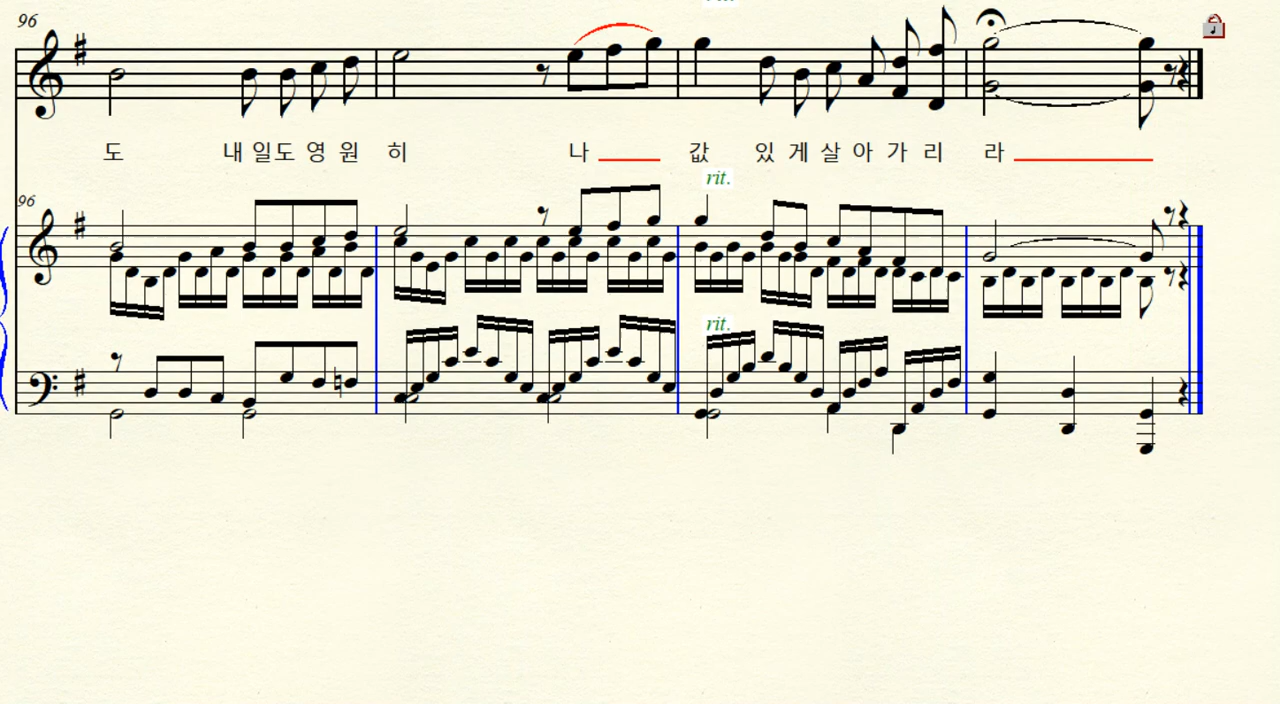 96
도 내 일 도 영 원 히 나 값 있 게 살 아 가 리 라
rit.
96
rit.